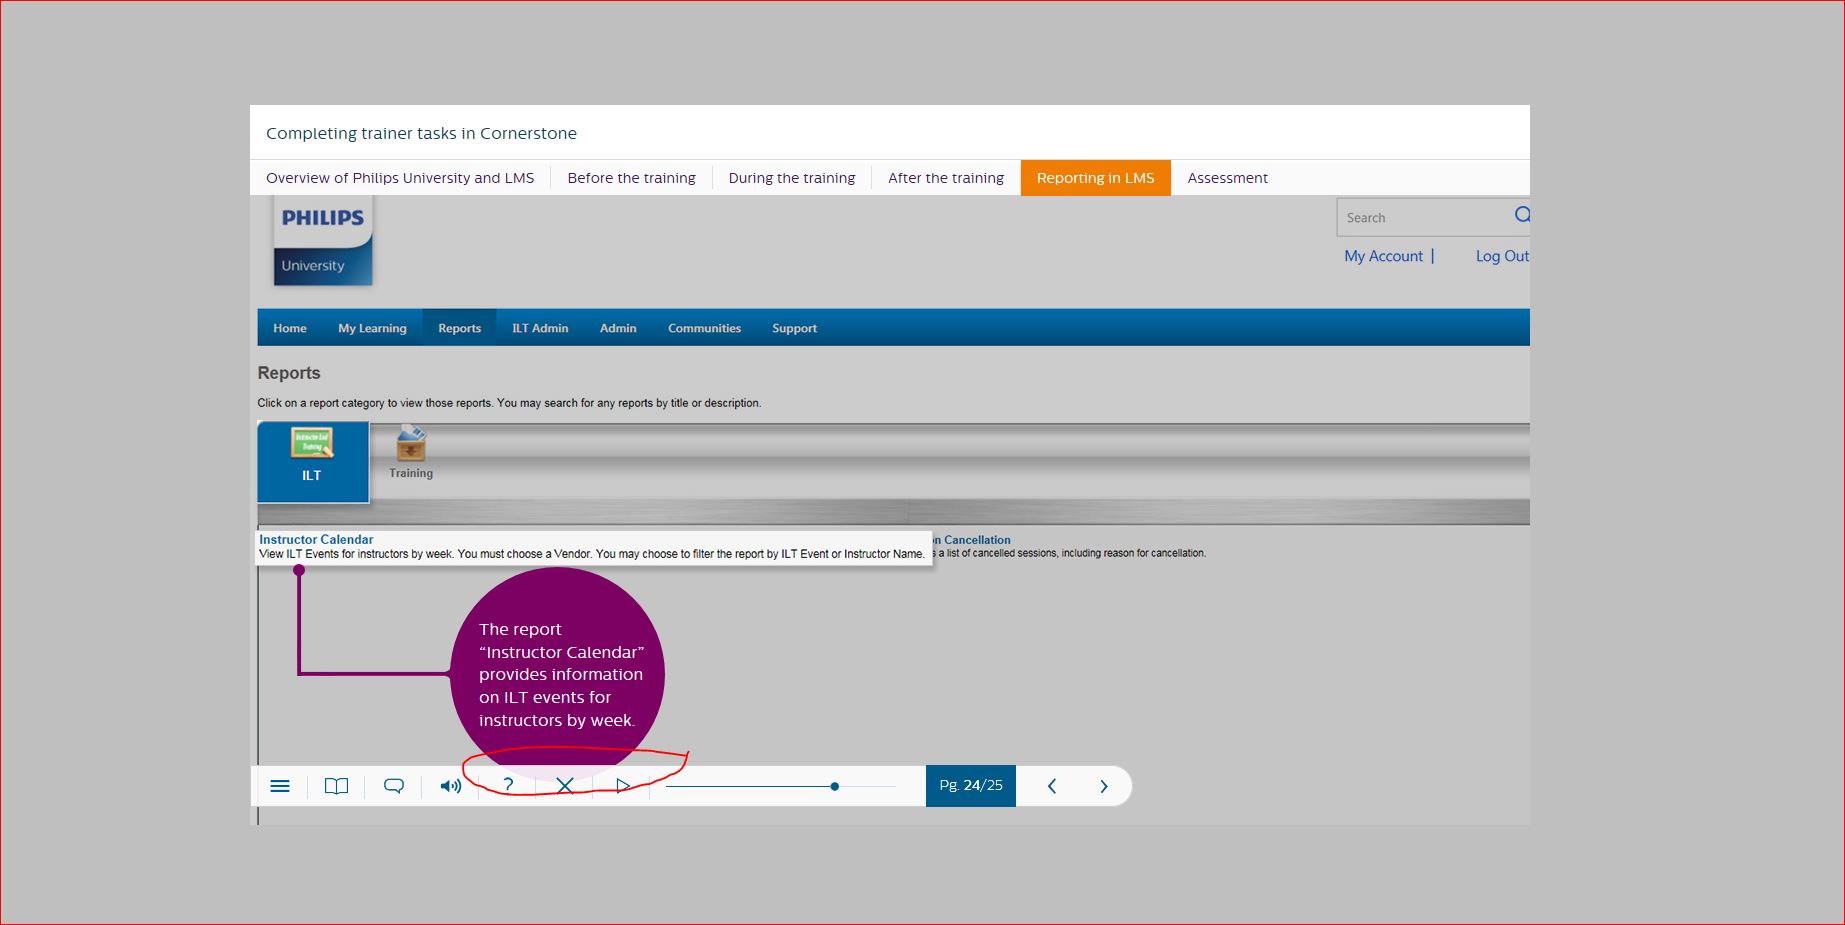 Completing trainer tasks in Cornerstone
Overview of Philips University and LMS
Before the training
During the training
After the training
Reporting in LMS
Assessment
PHILIPS
University
Search
My Account |
Log Out
Home
My Learning
Reports
ILT Admin
Admin
Communities
Support
Reports
Click on a report category to view those reports. You may search for any reports by title or description.
Instructor Led
Training
ILT
Training
Instructor Calendar
View ILT Events for instructors by week. You must choose a Vendor. You may choose to filter the report by ILT Event or Instructor Name.
n Cancellation
s a list of cancelled sessions, including reason for cancellation.
The report
“Instructor Calendar”
provides information
on ILT events for
instructors by week.
?
Pg. 24/25